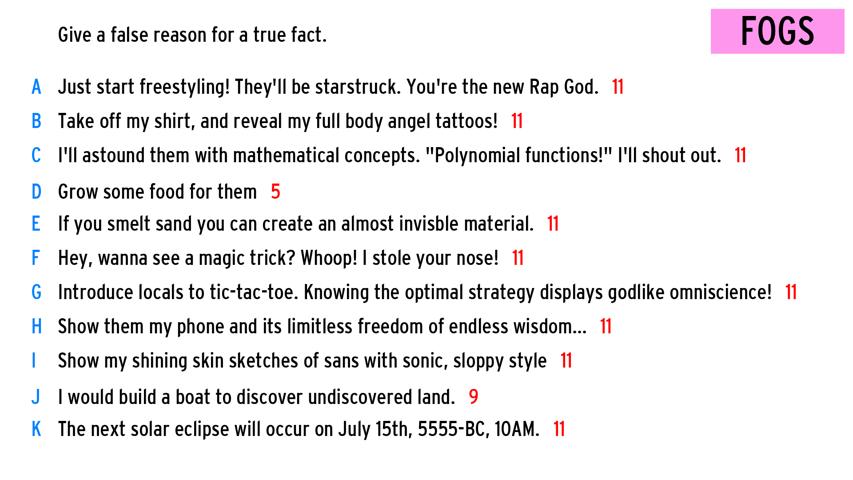 Give a false reason for a true fact.
FOGS
A Just start freestyling! They'll be starstruck. You're the new Rap God. 11
B Take off my shirt, and reveal my full body angel tattoos! 11
C I'll astound them with mathematical concepts. "Polynomial functions!" I'll shout out. 11
D Grow some food for them 5
E If you smelt sand you can create an almost invisble material. 11
F Hey, wanna see a magic trick? Whoop! I stole your nose! 11
G Introduce locals to tic-tac-toe. Knowing the optimal strategy displays godlike omniscience! 11
H Show them my phone and its limitless freedom of endless wisdom... 11
I Show my shining skin sketches of sans with sonic, sloppy style 11
J I would build a boat to discover undiscovered land. 9
K The next solar eclipse will occur on July 15th, 5555-BC, 10AM. 11